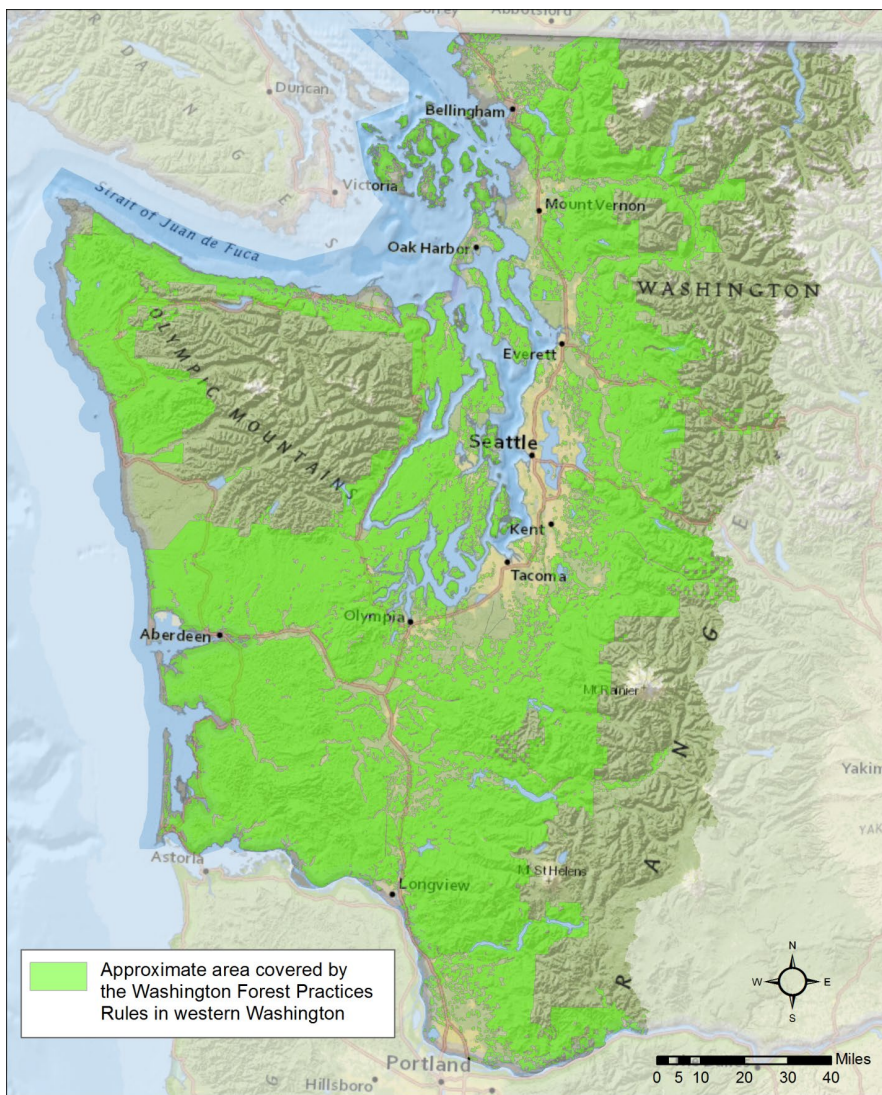 Abbotsford
Duncan
Bellingham
Victoria
Mount Vernon
Strait of Juan de Fuca
Oak Harbor
WASHINGTON
OLYMPIC MOUNTAINS
Everett
Seattle
Kent
Tacoma
Olympia
Aberdeen
Mt Rainier
Yakim
Astoria
Mt St Helens
Longview
R A N G
Approximate area covered by
the Washington Forest Practices
Rules in western Washington
N
W E
S
Portland
Hillsboro
Miles
0 5 10 20 30 40